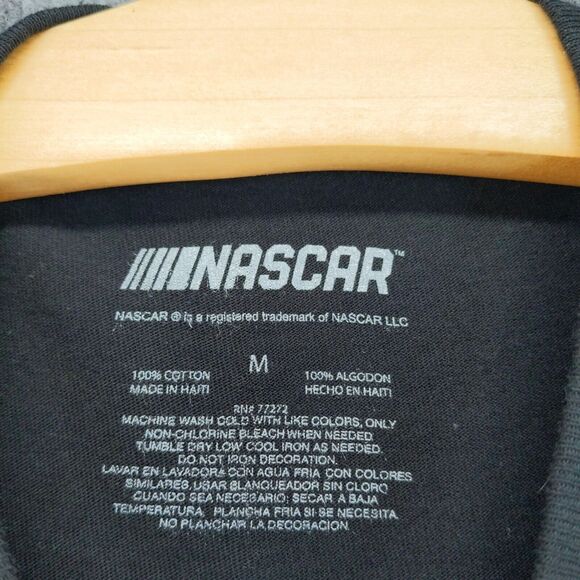 NASCAR™
NASCAR ® is a registered trademark of NASCAR LLC
100% COTTON M 100% ALGODON
MADE IN HAITI HECHO EN HAITI
RN# 77272
MACHINE WASH COLD WITH LIKE COLORS, ONLY
NON-CHLORINE BLEACH WHEN NEEDED
TUMBLE DRY LOW COOL IRON AS NEEDED.
DO NOT IRON DECORATION.
LAVAR EN LAVADORA CON AGUA FRIA CON COLORES
SIMILARES, USAR BLANQUEADOR SIN CLORO
CUANDO SEA NECESARIO; SECAR A BAJA
TEMPERATURA, PLANCHA FRIA SI SE NECESITA.
NO PLANCHAR LA DECORACION.